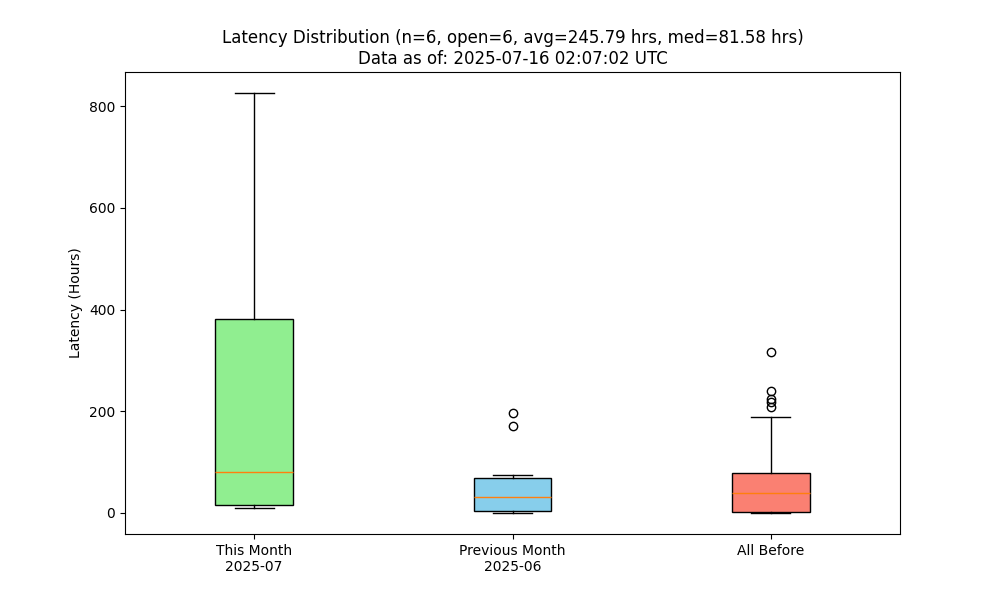 Latency Distribution (n=6, open=6, avg=245.79 hrs, med=81.58 hrs)
Data as of: 2025-07-16 02:07:02 UTC
Latency (Hours)
800
600
400
200
0
This Month
2025-07
Previous Month
2025-06
All Before